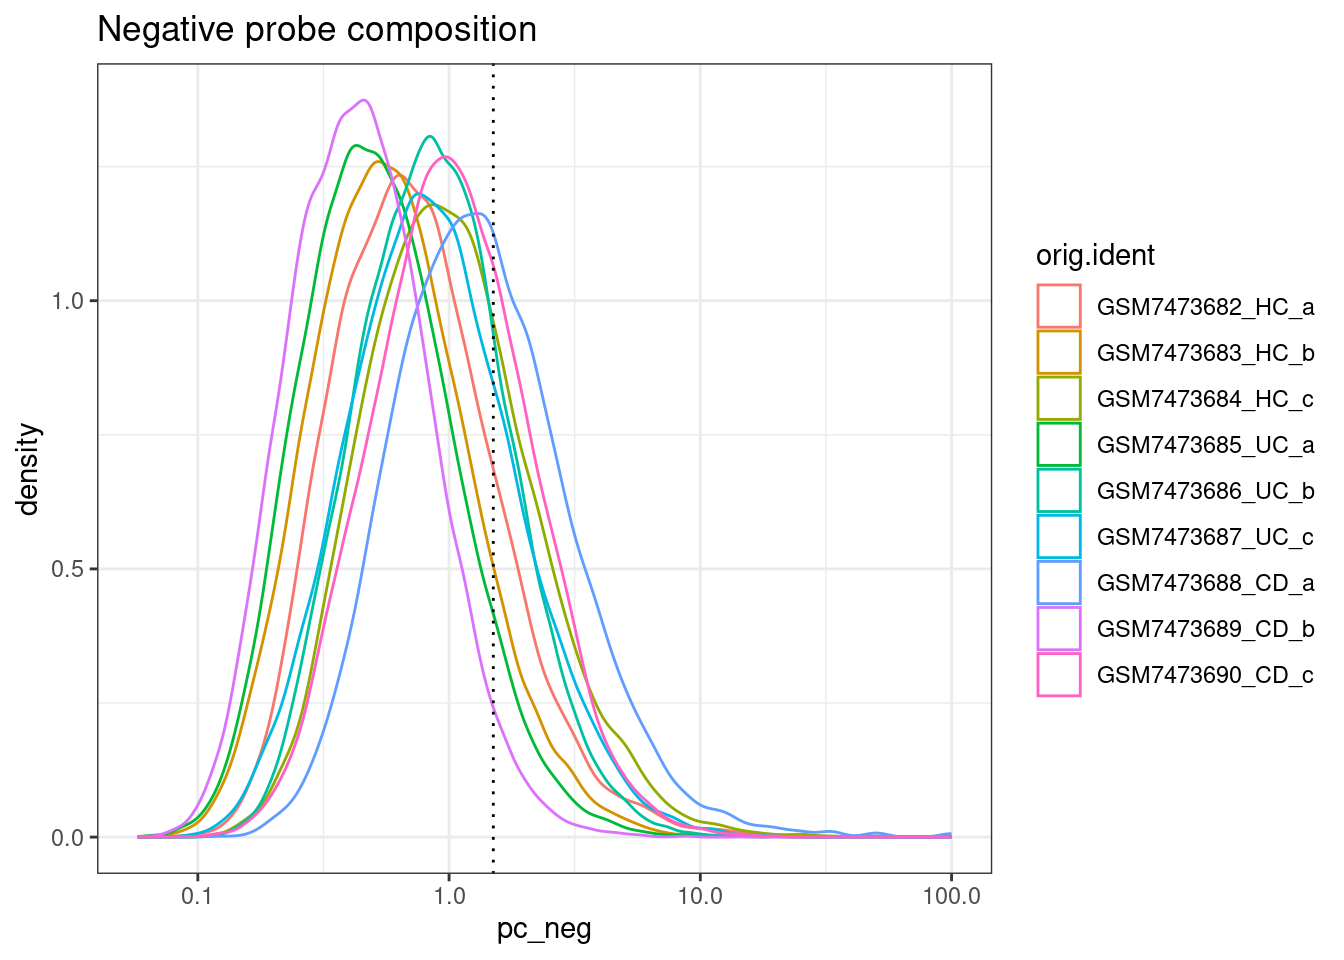 Negative probe composition
density
1.0
0.5
0.0
0.1
1.0
10.0
100.0
pc_neg
orig.ident
GSM7473682_HC_a
GSM7473683_HC_b
GSM7473684_HC_c
GSM7473685_UC_a
GSM7473686_UC_b
GSM7473687_UC_c
GSM7473688_CD_a
GSM7473689_CD_b
GSM7473690_CD_c